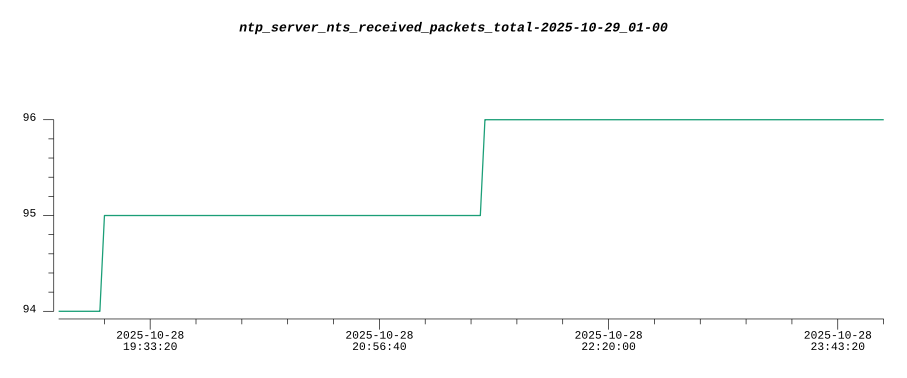 ntp_server_nts_received_packets_total-2025-10-29_01-00
96
95
94
2025-10-28 2025-10-28 2025-10-28 2025-10-28
19:33:20 20:56:40 22:20:00 23:43:20